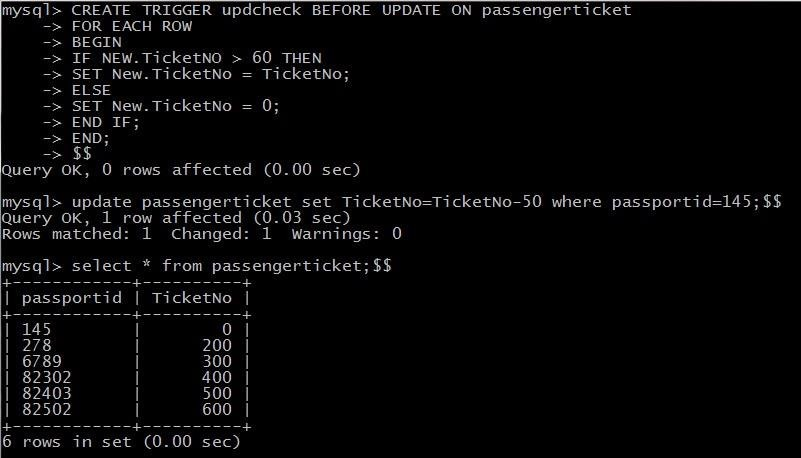 mysql> CREATE TRIGGER updcheck BEFORE UPDATE ON passengerticket
    -> FOR EACH ROW
    -> BEGIN
    -> IF NEW.TicketNO > 60 THEN
    -> SET New.TicketNo = TicketNo;
    -> ELSE
    -> SET New.TicketNo = 0;
    -> END IF;
    -> END;
    -> $$
Query OK, 0 rows affected (0.00 sec)
mysql> update passengerticket set TicketNo=TicketNo-50 where passportid=145;$$
Query OK, 1 row affected (0.03 sec)
Rows matched: 1  Changed: 1  Warnings: 0
mysql> select * from passengerticket;$$
+------------+----------+
| passportid | TicketNo |
+------------+----------+
| 145        |        0 |
| 278        |      200 |
| 6789       |      300 |
| 82302      |      400 |
| 82403      |      500 |
| 82502      |      600 |
+------------+----------+
6 rows in set (0.00 sec)